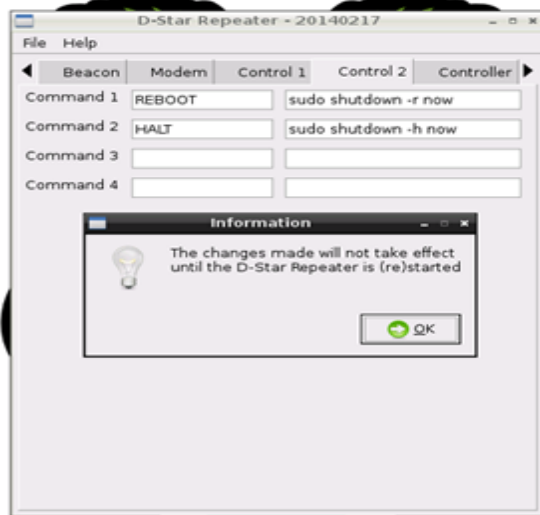 D-Star Repeater - 20140217
File Help
Beacon Modem Control 1 Control 2 Controller
Command 1 REBOOT sudo shutdown -r now
Command 2 HALT sudo shutdown -h now
Command 3
Command 4
Information
The changes made will not take effect
until the D-Star Repeater is (re)started
OK